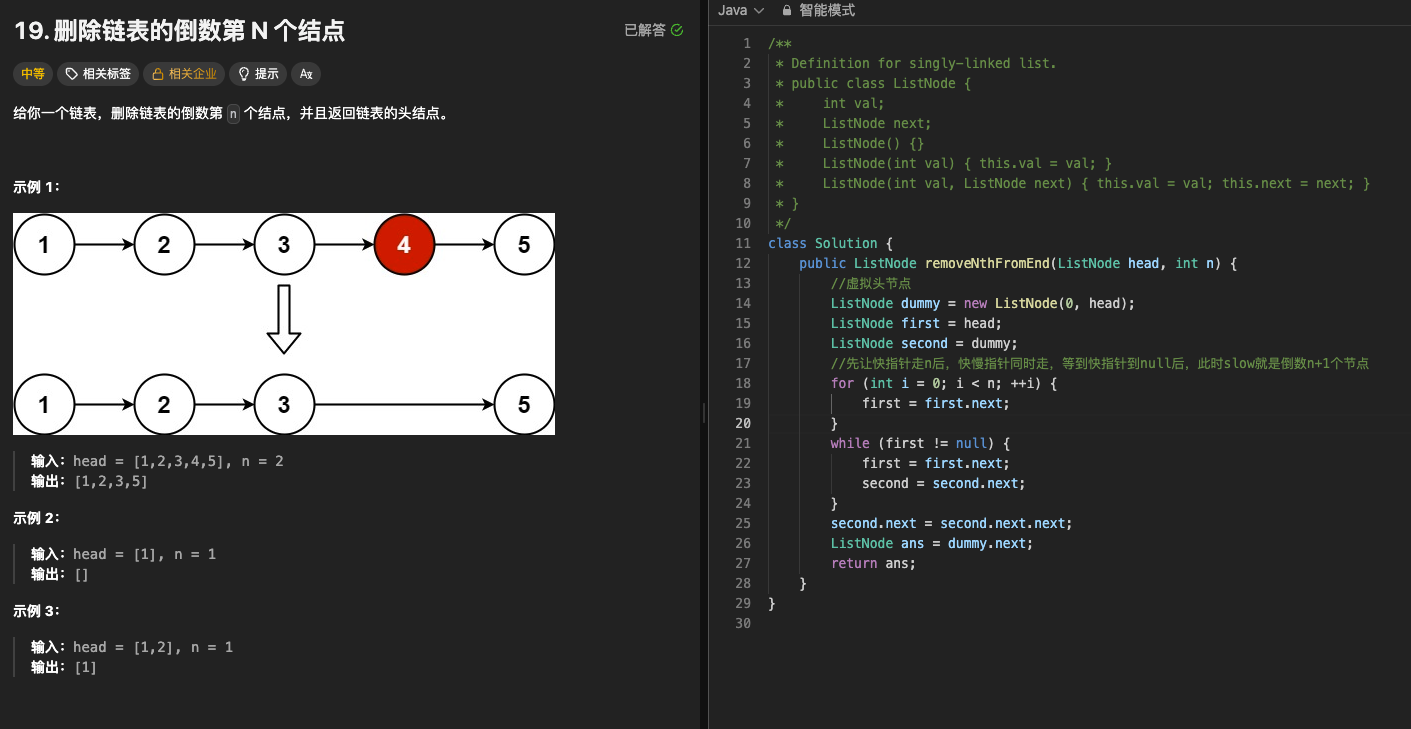 19. 删除链表的倒数第 N 个结点
已解答
中等 相关标签 相关企业 提示
给你一个链表，删除链表的倒数第 n 个结点，并且返回链表的头结点。
示例 1：
1 2 3 4 5
1 2 3 5
输入：head = [1,2,3,4,5], n = 2
输出：[1,2,3,5]
示例 2：
输入：head = [1], n = 1
输出：[]
示例 3：
输入：head = [1,2], n = 1
输出：[1]
Java 智能模式
1 /**
2  * Definition for singly-linked list.
3  * public class ListNode {
4  *     int val;
5  *     ListNode next;
6  *     ListNode() {}
7  *     ListNode(int val) { this.val = val; }
8  *     ListNode(int val, ListNode next) { this.val = val; this.next = next; }
9  * }
10  */
11 class Solution {
12     public ListNode removeNthFromEnd(ListNode head, int n) {
13         //虚拟头节点
14         ListNode dummy = new ListNode(0, head);
15         ListNode first = head;
16         ListNode second = dummy;
17         //先让快指针走n后，快慢指针同时走，等到快指针到null后，此时slow就是倒数n+1个节点
18         for (int i = 0; i < n; ++i) {
19             first = first.next;
20         }
21         while (first != null) {
22             first = first.next;
23             second = second.next;
24         }
25         second.next = second.next.next;
26         ListNode ans = dummy.next;
27         return ans;
28     }
29 }
30